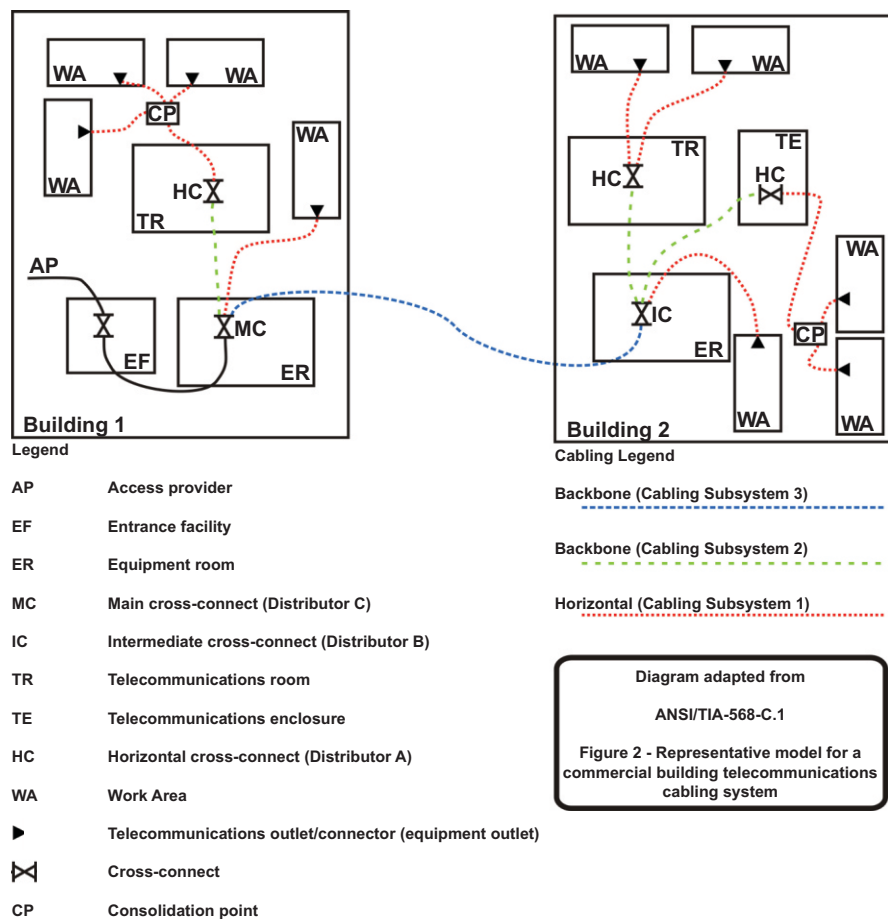 WA
WA
CP
WA
WA
HC
TR
AP
MC
EF
ER
Building 1
WA
WA
TR
TE
HC
HC
WA
IC
CP
ER
WA
WA
Building 2
Legend
AP Access provider
EF Entrance facility
ER Equipment room
MC Main cross-connect (Distributor C)
IC Intermediate cross-connect (Distributor B)
TR Telecommunications room
TE Telecommunications enclosure
HC Horizontal cross-connect (Distributor A)
WA Work Area
Telecommunications outlet/connector (equipment outlet)
Cross-connect
CP Consolidation point
Cabling Legend
Backbone (Cabling Subsystem 3)
Backbone (Cabling Subsystem 2)
Horizontal (Cabling Subsystem 1)
Diagram adapted from
ANSI/TIA-568-C.1
Figure 2 - Representative model for a
commercial building telecommunications
cabling system